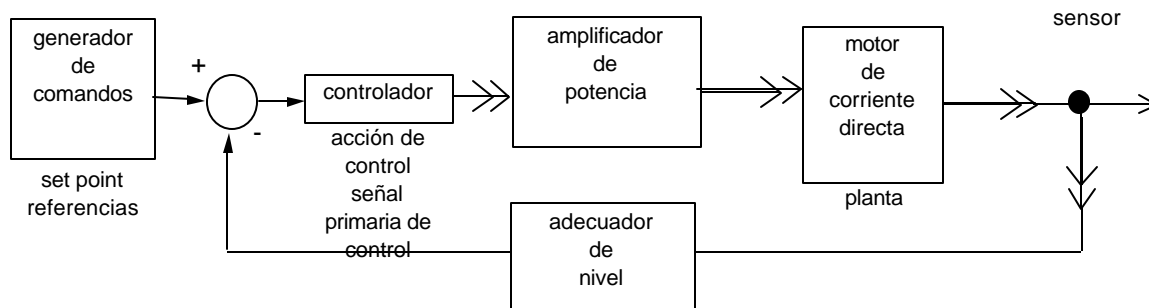 generador
de
comandos
set point
referencias
+
-
controlador
acción de
control
señal
primaria de
control
amplificador
de
potencia
motor
de
corriente
directa
planta
sensor
adecuador
de
nivel